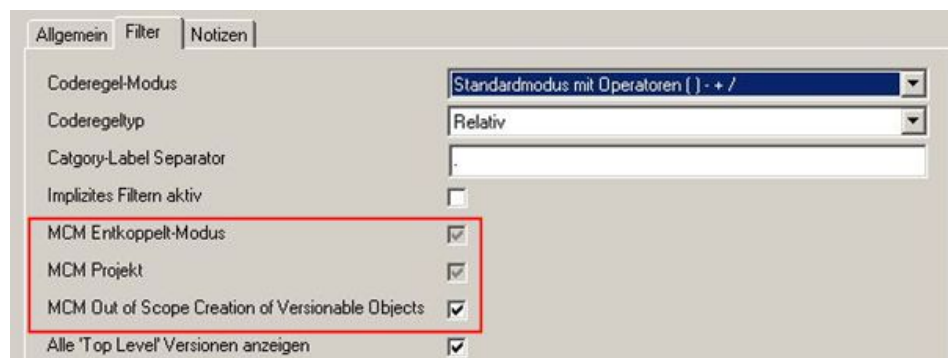 Allgemein Filter Notizen
Coderegel-Modus Standardmodus mit Operatoren ( ) - + /
Coderegeltyp Relativ
Catgory-Label Separator .
Implizites Filtern aktiv
MCM Entkoppelt-Modus
MCM Projekt
MCM Out of Scope Creation of Versionable Objects
Alle 'Top Level' Versionen anzeigen